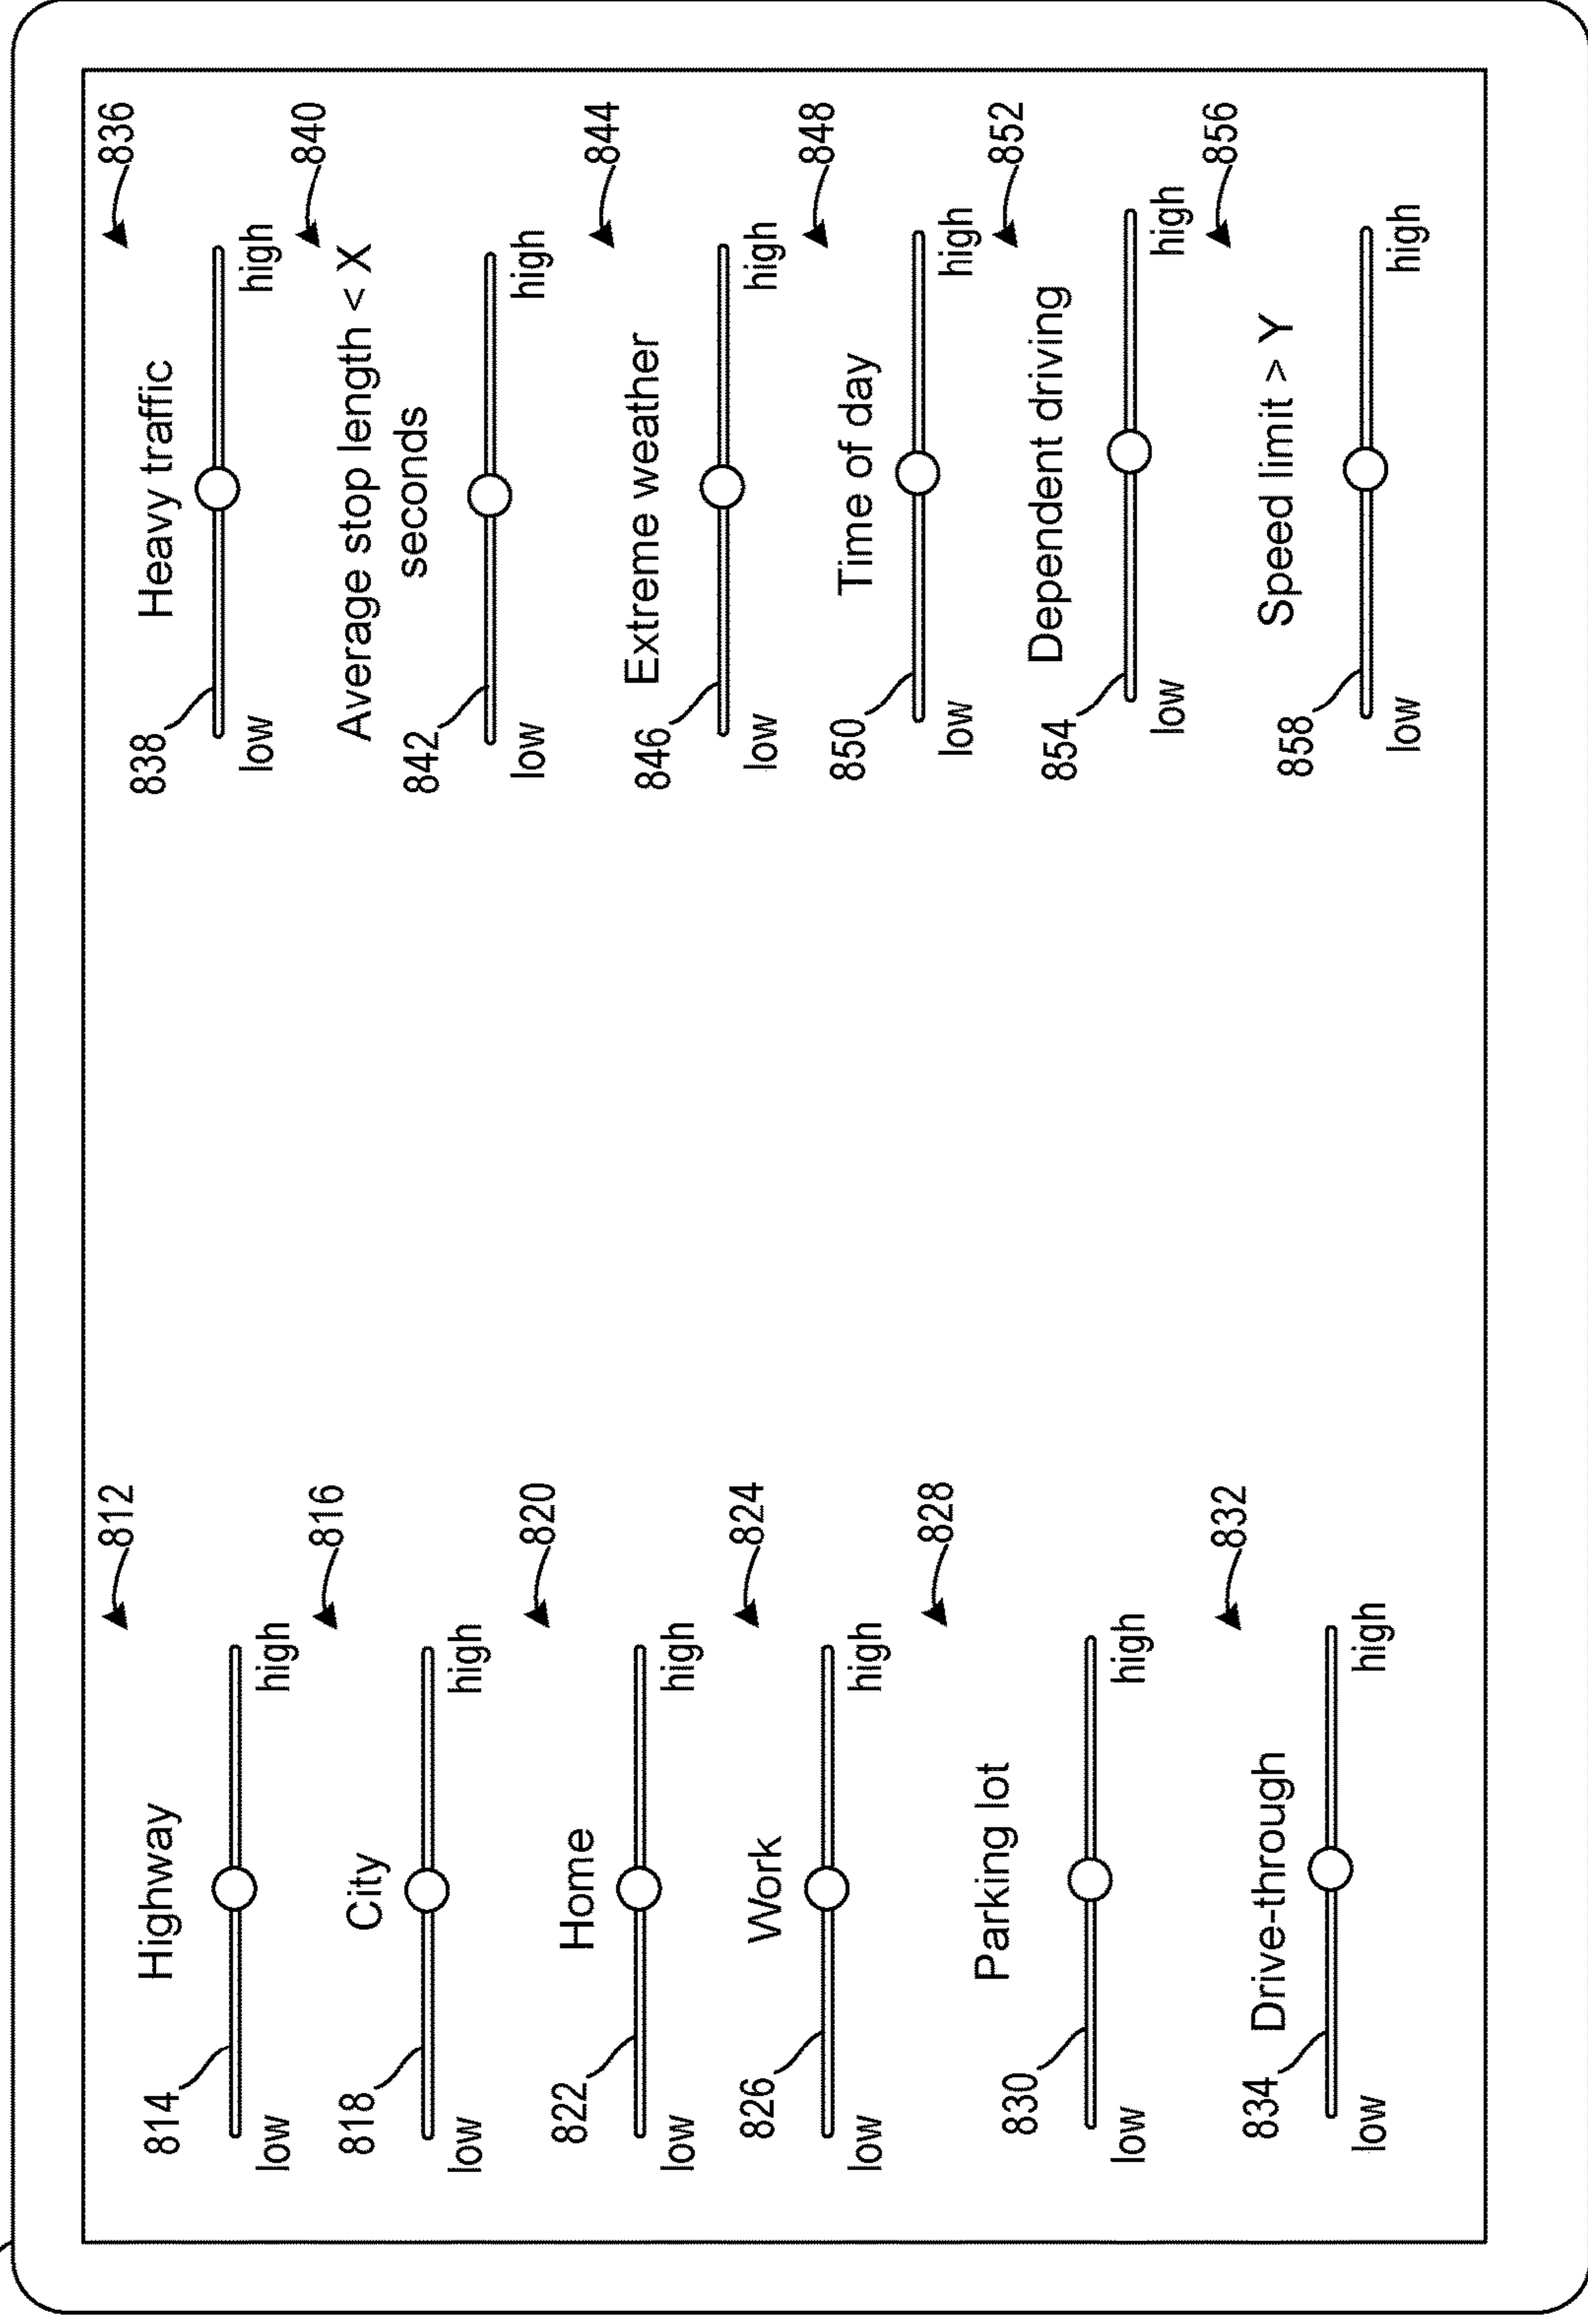 812
Highway
814
low
high
816
City
818
low
high
820
Home
822
low
high
824
Work
826
low
high
828
Parking lot
830
low
high
832
Drive-through
834
low
high
836
Heavy traffic
838
low
high
840
Average stop length < X
seconds
842
low
high
844
Extreme weather
846
low
high
848
Time of day
850
low
high
852
Dependent driving
854
low
high
856
Speed limit > Y
858
low
high